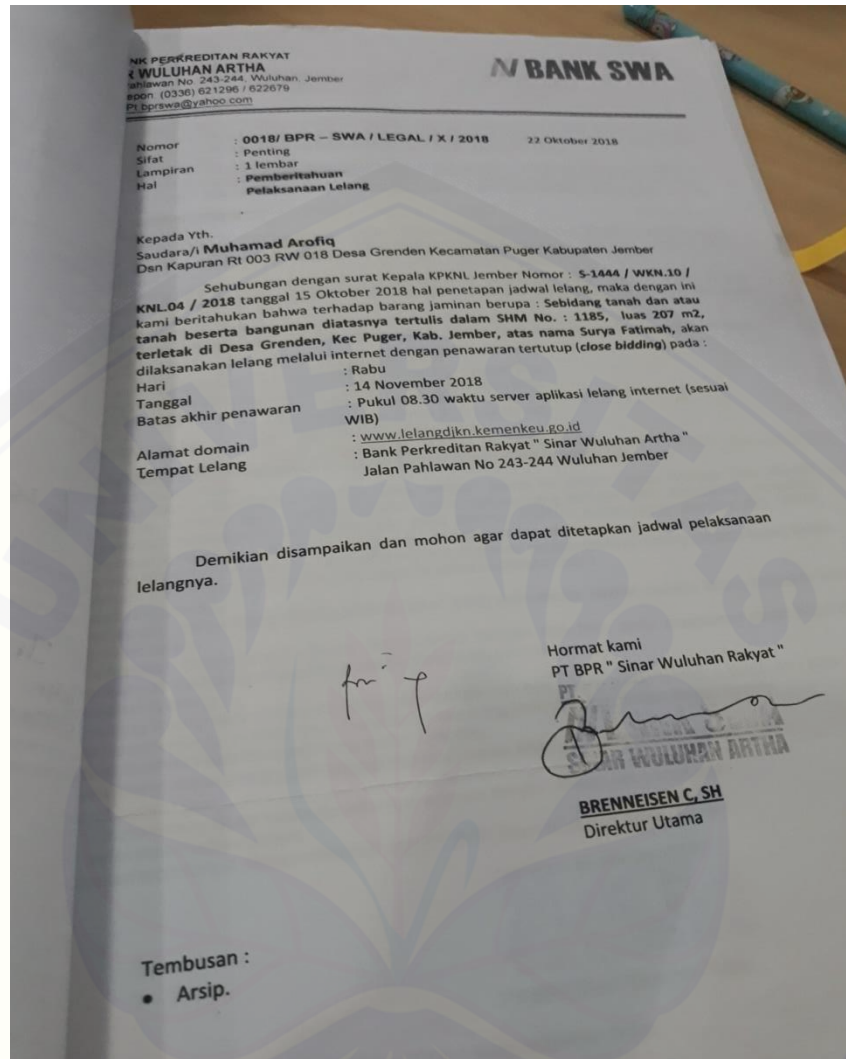 NK PERKREDITAN RAKYAT
R WULUHAN ARTHA
ahlawan No. 243-244, Wuluhan, Jember
epon (0336) 621296 / 622679
Pt.bprswa@yahoo.com
BANK SWA
Nomor : 0018/ BPR – SWA / LEGAL / X / 2018 22 Oktober 2018
Sifat : Penting
Lampiran : 1 lembar
Hal : Pemberitahuan
Pelaksanaan Lelang
Kepada Yth.
Saudara/i Muhamad Arofiq
Dsn Kapuran Rt 003 RW 018 Desa Grenden Kecamatan Puger Kabupaten Jember
Sehubungan dengan surat Kepala KPKNL Jember Nomor : S-1444 / WKN.10 /
KNL.04 / 2018 tanggal 15 Oktober 2018 hal penetapan jadwal lelang, maka dengan ini
kami beritahukan bahwa terhadap barang jaminan berupa : Sebidang tanah dan atau
tanah beserta bangunan diatasnya tertulis dalam SHM No. : 1185, luas 207 m2,
terletak di Desa Grenden, Kec Puger, Kab. Jember, atas nama Surya Fatimah, akan
dilaksanakan lelang melalui internet dengan penawaran tertutup (close bidding) pada :
Hari : Rabu
Tanggal : 14 November 2018
Batas akhir penawaran : Pukul 08.30 waktu server aplikasi lelang internet (sesuai
WIB)
Alamat domain : www.lelangdjkn.kemenkeu.go.id
Tempat Lelang : Bank Perkreditan Rakyat " Sinar Wuluhan Artha "
Jalan Pahlawan No 243-244 Wuluhan Jember
Demikian disampaikan dan mohon agar dapat ditetapkan jadwal pelaksanaan
lelangnya.
Hormat kami
PT BPR " Sinar Wuluhan Rakyat "
PT.
SINAR WULUHAN ARTHA
BRENNEISEN C, SH
Direktur Utama
Tembusan :
• Arsip.
UNIVERSITAS